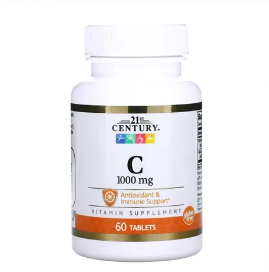 21st
CENTURY®
C
1000 mg
Antioxidant &
Immune Support*
VITAMIN SUPPLEMENT
60 TABLETS